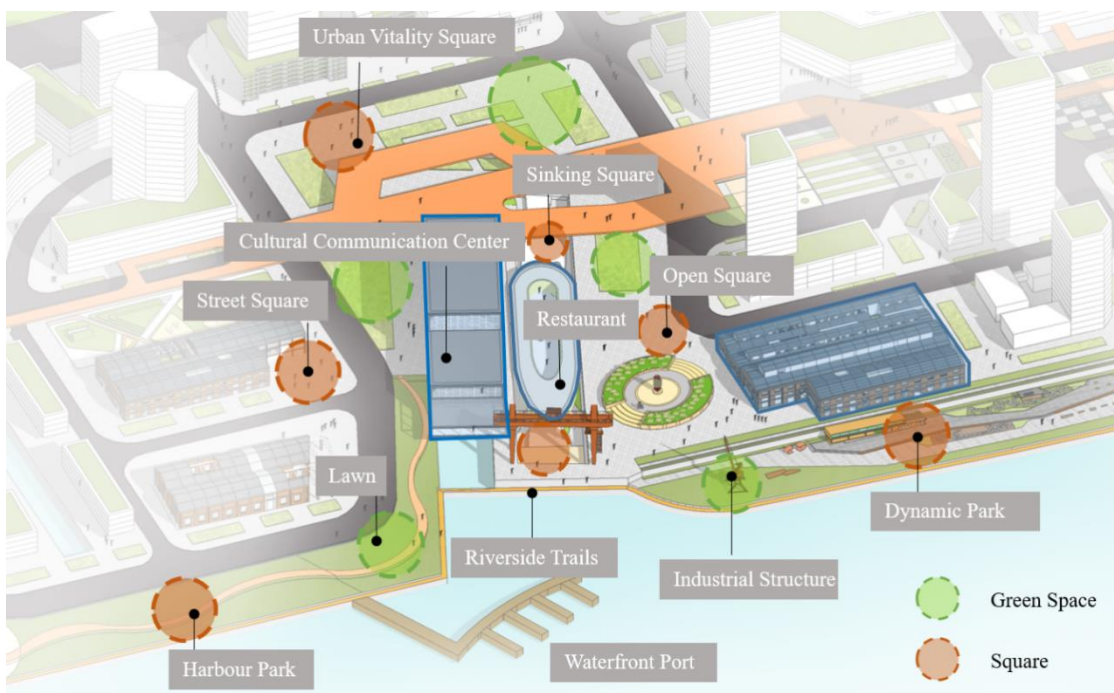 Urban Vitality Square
Sinking Square
Cultural Communication Center
Open Square
Street Square
Restaurant
Lawn
Dynamic Park
Riverside Trails
Industrial Structure
Green Space
Waterfront Port
Square
Harbour Park